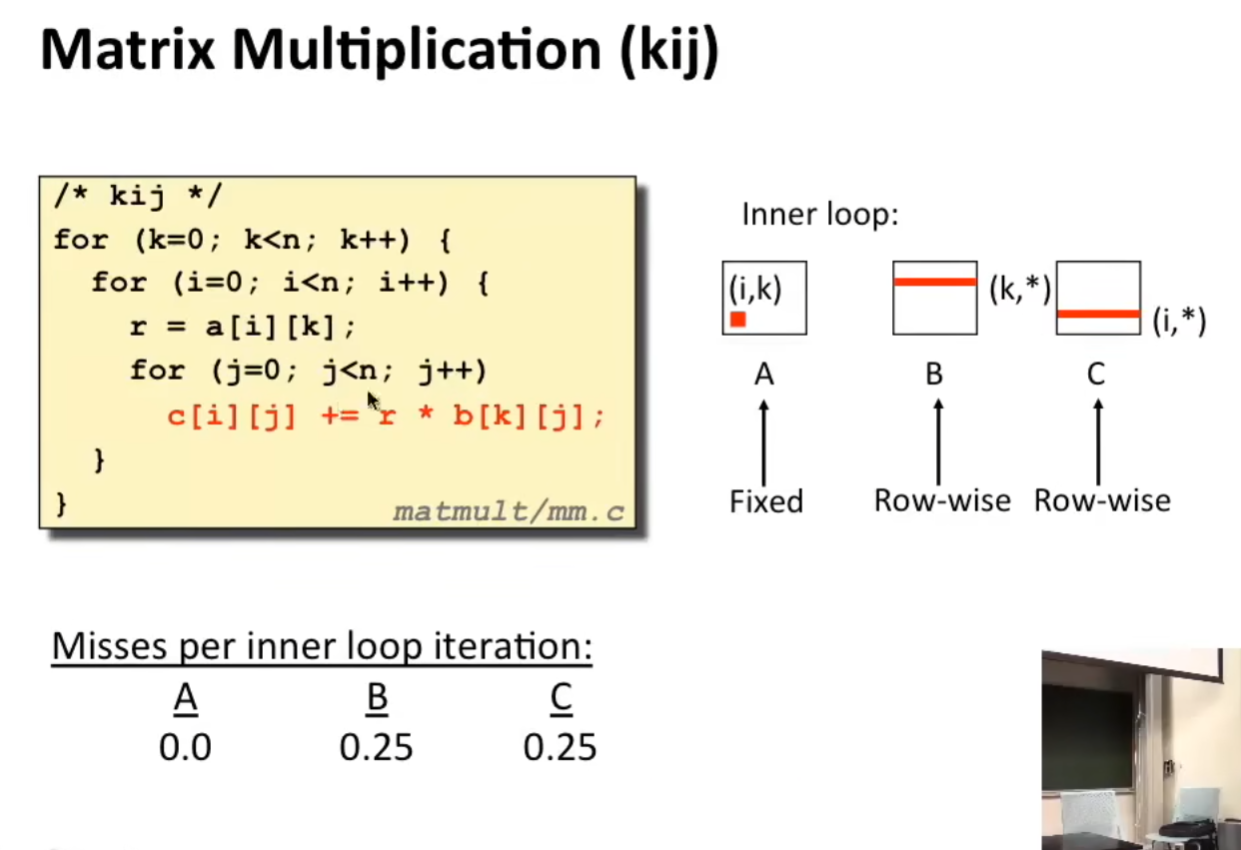 Matrix Multiplication (kij)
/* kij */
for (k=0; k<n; k++) {
for (i=0; i<n; i++) {
r = a[i][k];
for (j=0; j<n; j++)
c[i][j] += r * b[k][j];
}
}
matmult/mm.c
Inner loop:
(i,k)
(k,*)
(i,*)
A B C
Fixed Row-wise Row-wise
Misses per inner loop iteration:
A B C
0.0 0.25 0.25